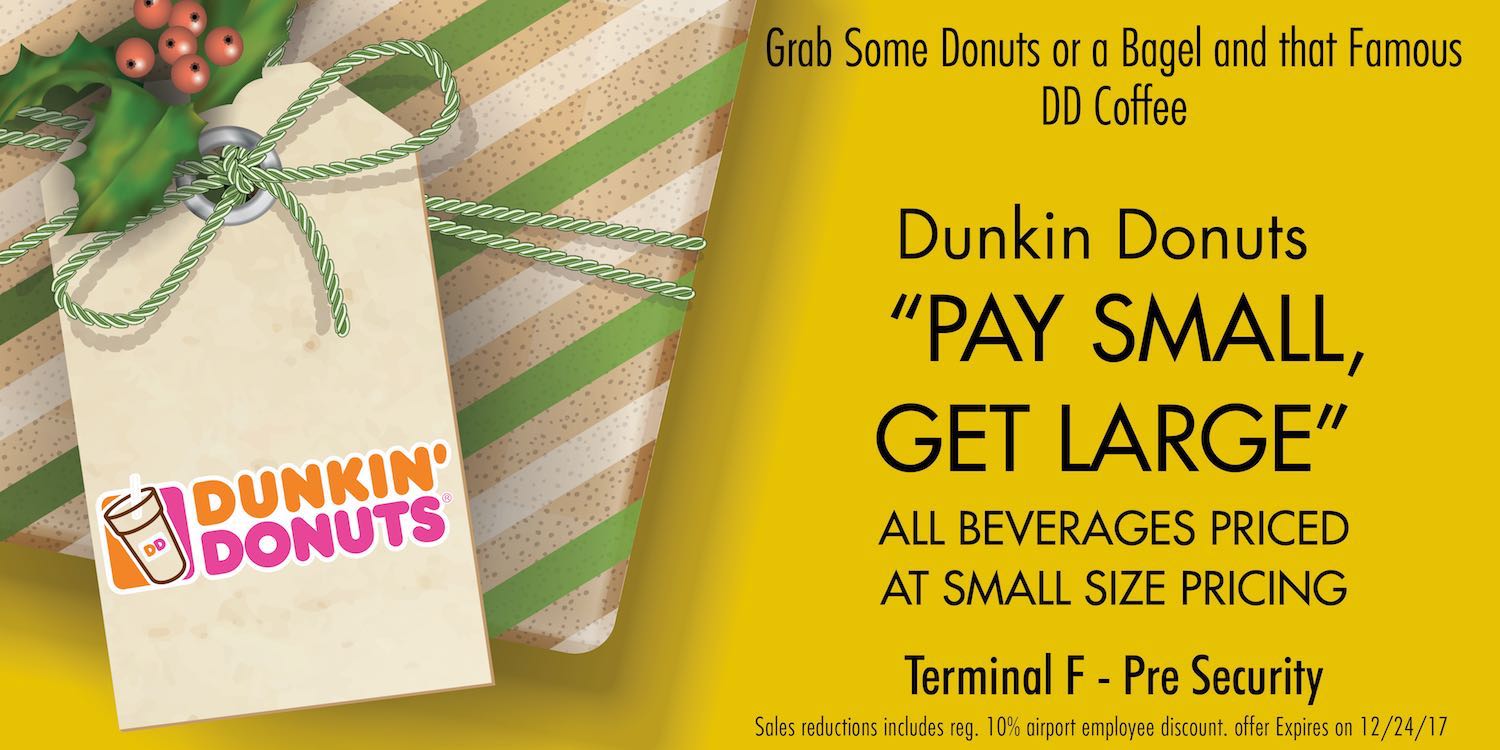 Grab Some Donuts or a Bagel and that Famous
DD Coffee
Dunkin Donuts
“PAY SMALL,
GET LARGE”
ALL BEVERAGES PRICED
AT SMALL SIZE PRICING
Terminal F - Pre Security
Sales reductions includes reg. 10% airport employee discount. offer Expires on 12/24/17
DD
DUNKIN'
DONUTS®